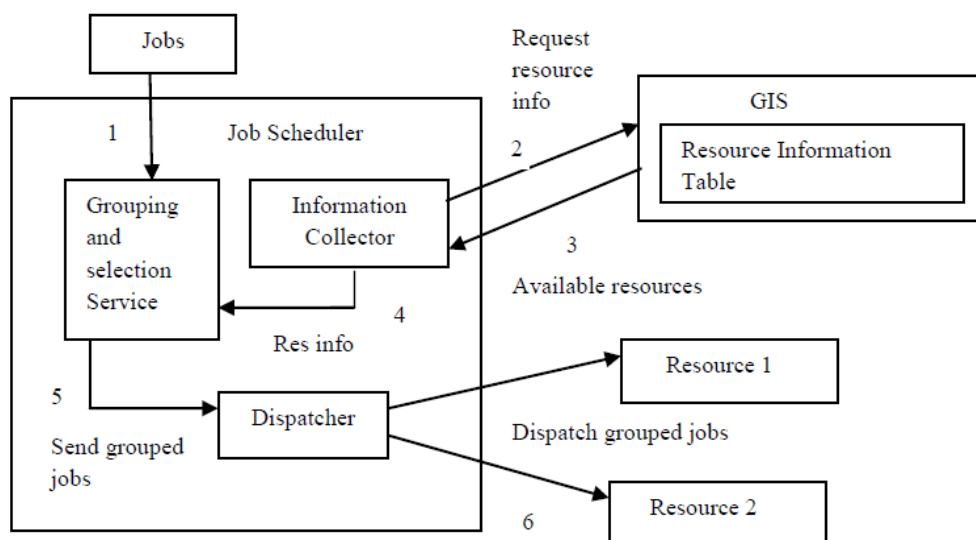 Jobs
Request
resource
info
GIS
1
Job Scheduler
2
Resource Information
Table
Grouping
and
selection
Service
Information
Collector
3
Available resources
4
Res info
Resource 1
5
Dispatcher
Send grouped
jobs
Dispatch grouped jobs
Resource 2
6